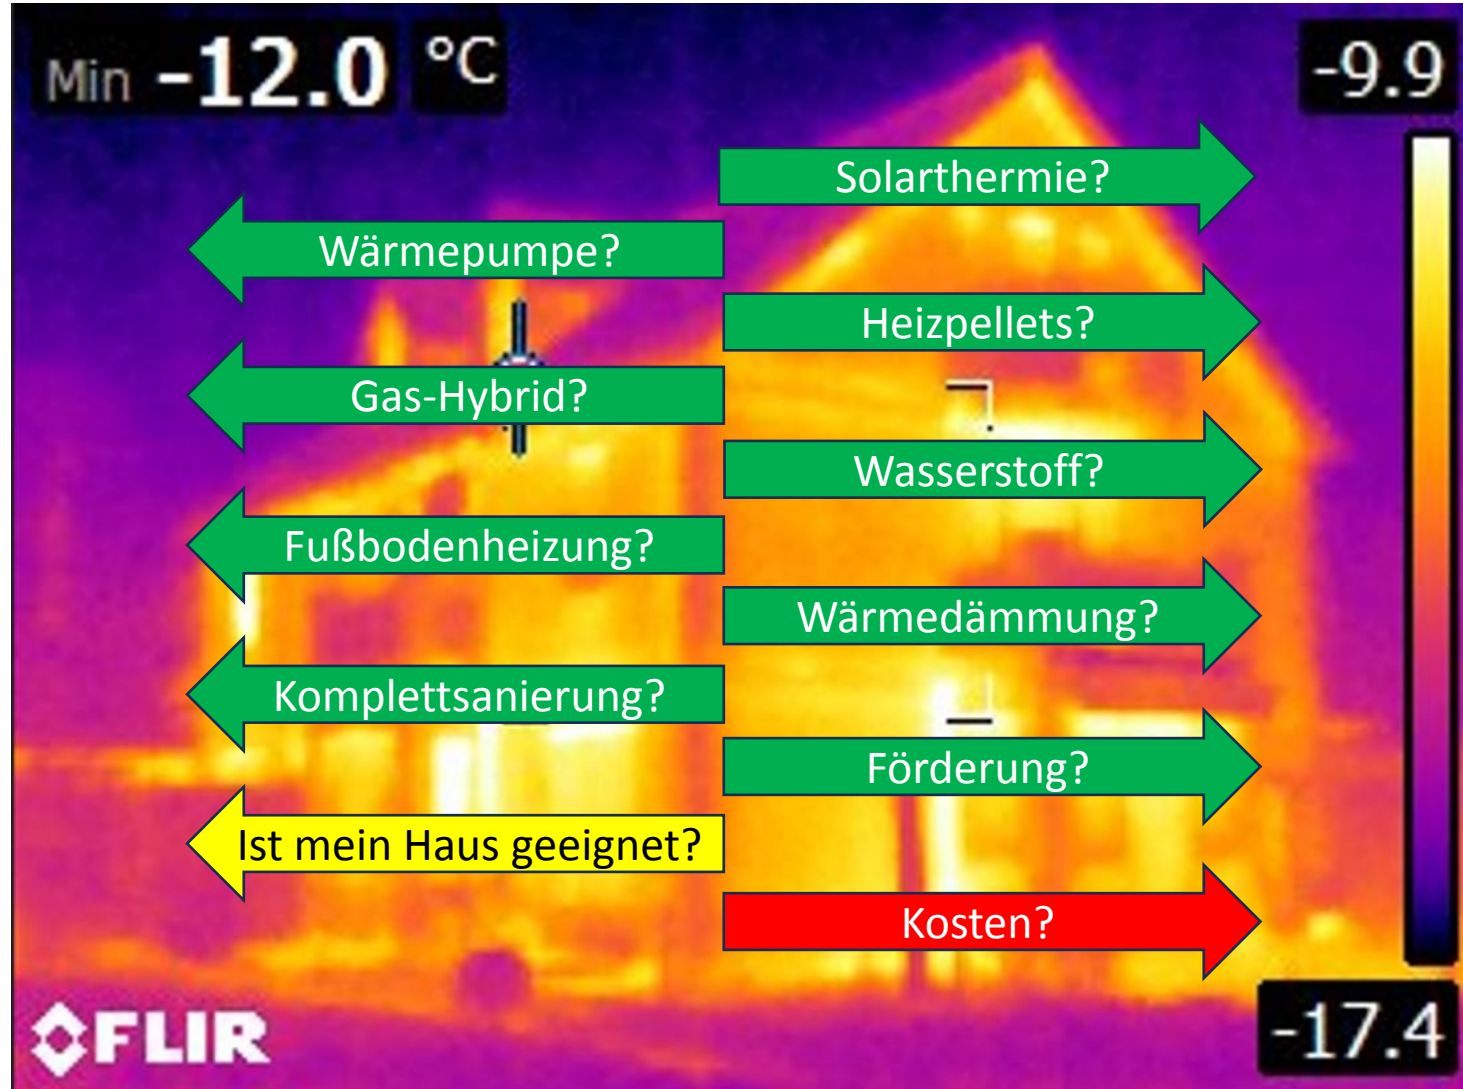 Min -12.0 °C
-9.9
Solarthermie?
Wärmepumpe?
Heizpellets?
Gas-Hybrid?
Wasserstoff?
Fußbodenheizung?
Wärmedämmung?
Komplettsanierung?
Förderung?
Ist mein Haus geeignet?
Kosten?
FLIR
-17.4